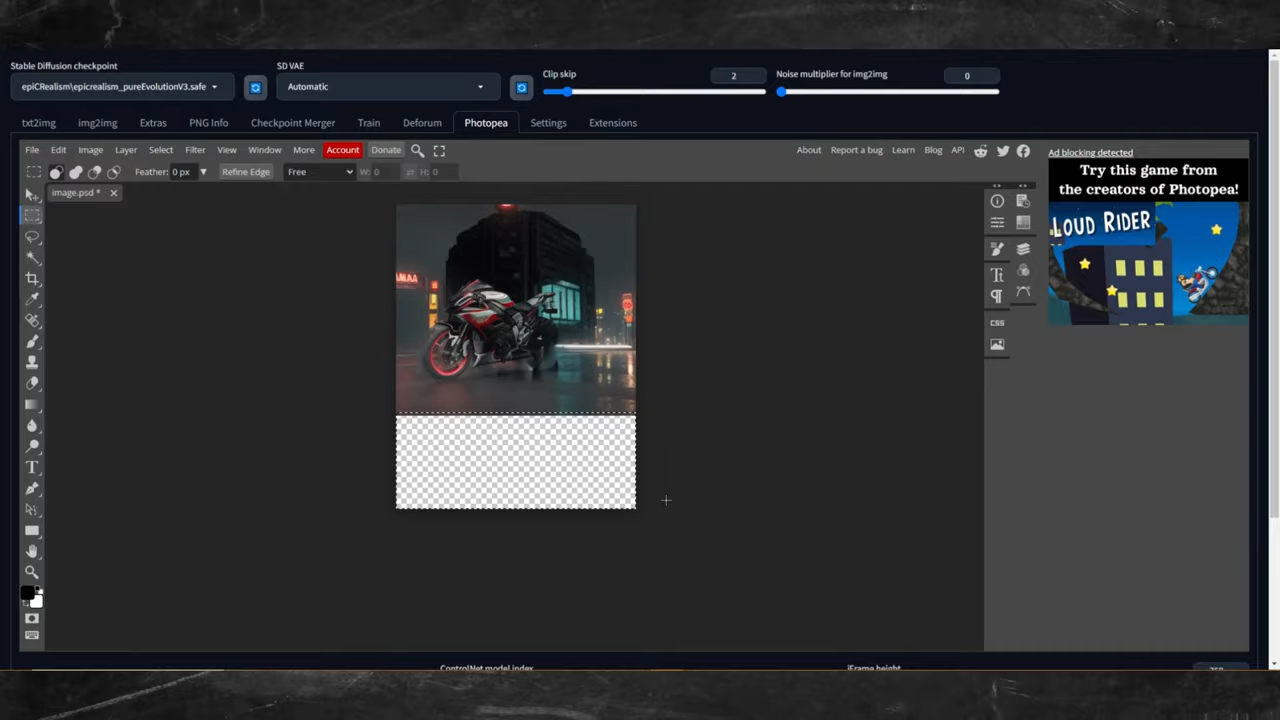 Stable Diffusion checkpoint
SD VAE
Clip skip
2
Noise multiplier for img2img
0
epiCRealism\epicrealism_pureEvolutionV3.safe
Automatic
txt2img img2img Extras PNG Info Checkpoint Merger Train Deforum Photopea Settings Extensions
File Edit Image Layer Select Filter View Window More Account Donate
About Report a bug Learn Blog API
Ad blocking detected
Feather: 0 px Refine Edge Free W: 0 H: 0
image.psd *
Try this game from
the creators of Photopea!
LOUD RIDER
CSS
ControlNet model index
iFrame height